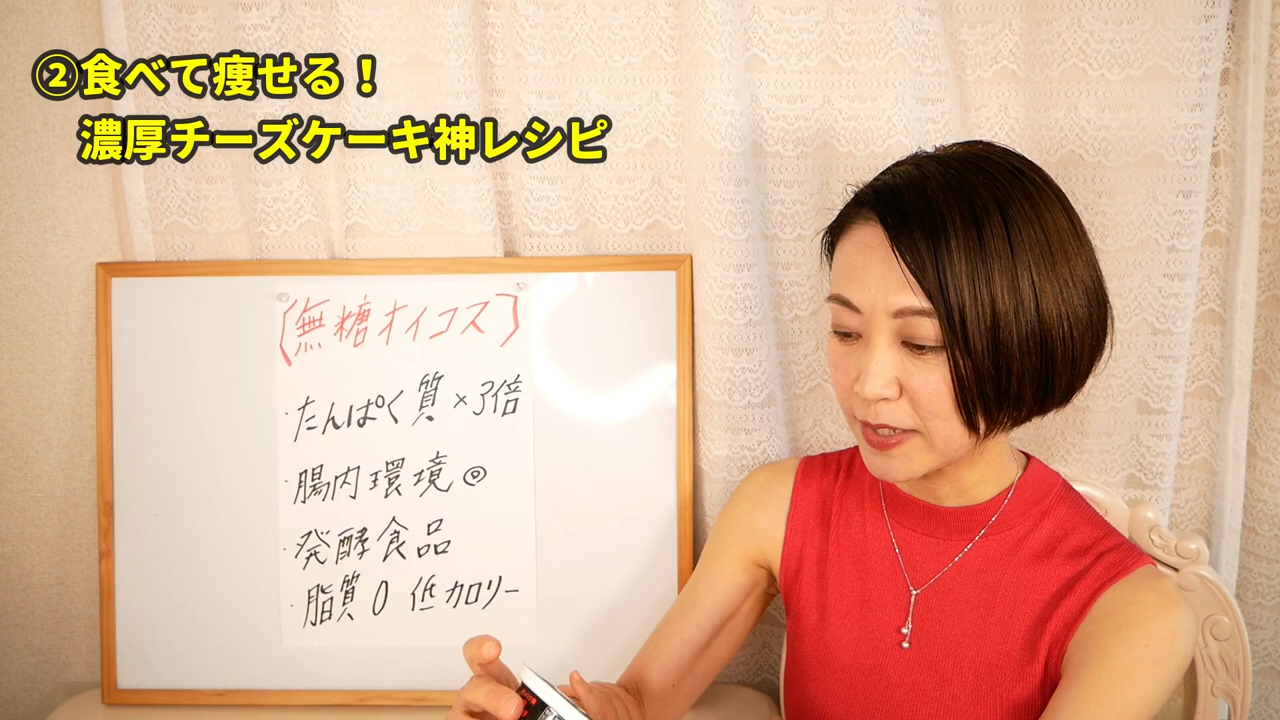 ②食べて痩せる！
濃厚チーズケーキ神レシピ
〔無糖オイコス〕
・たんぱく質×3倍
・腸内環境◎
・発酵食品
・脂質0 低カロリー